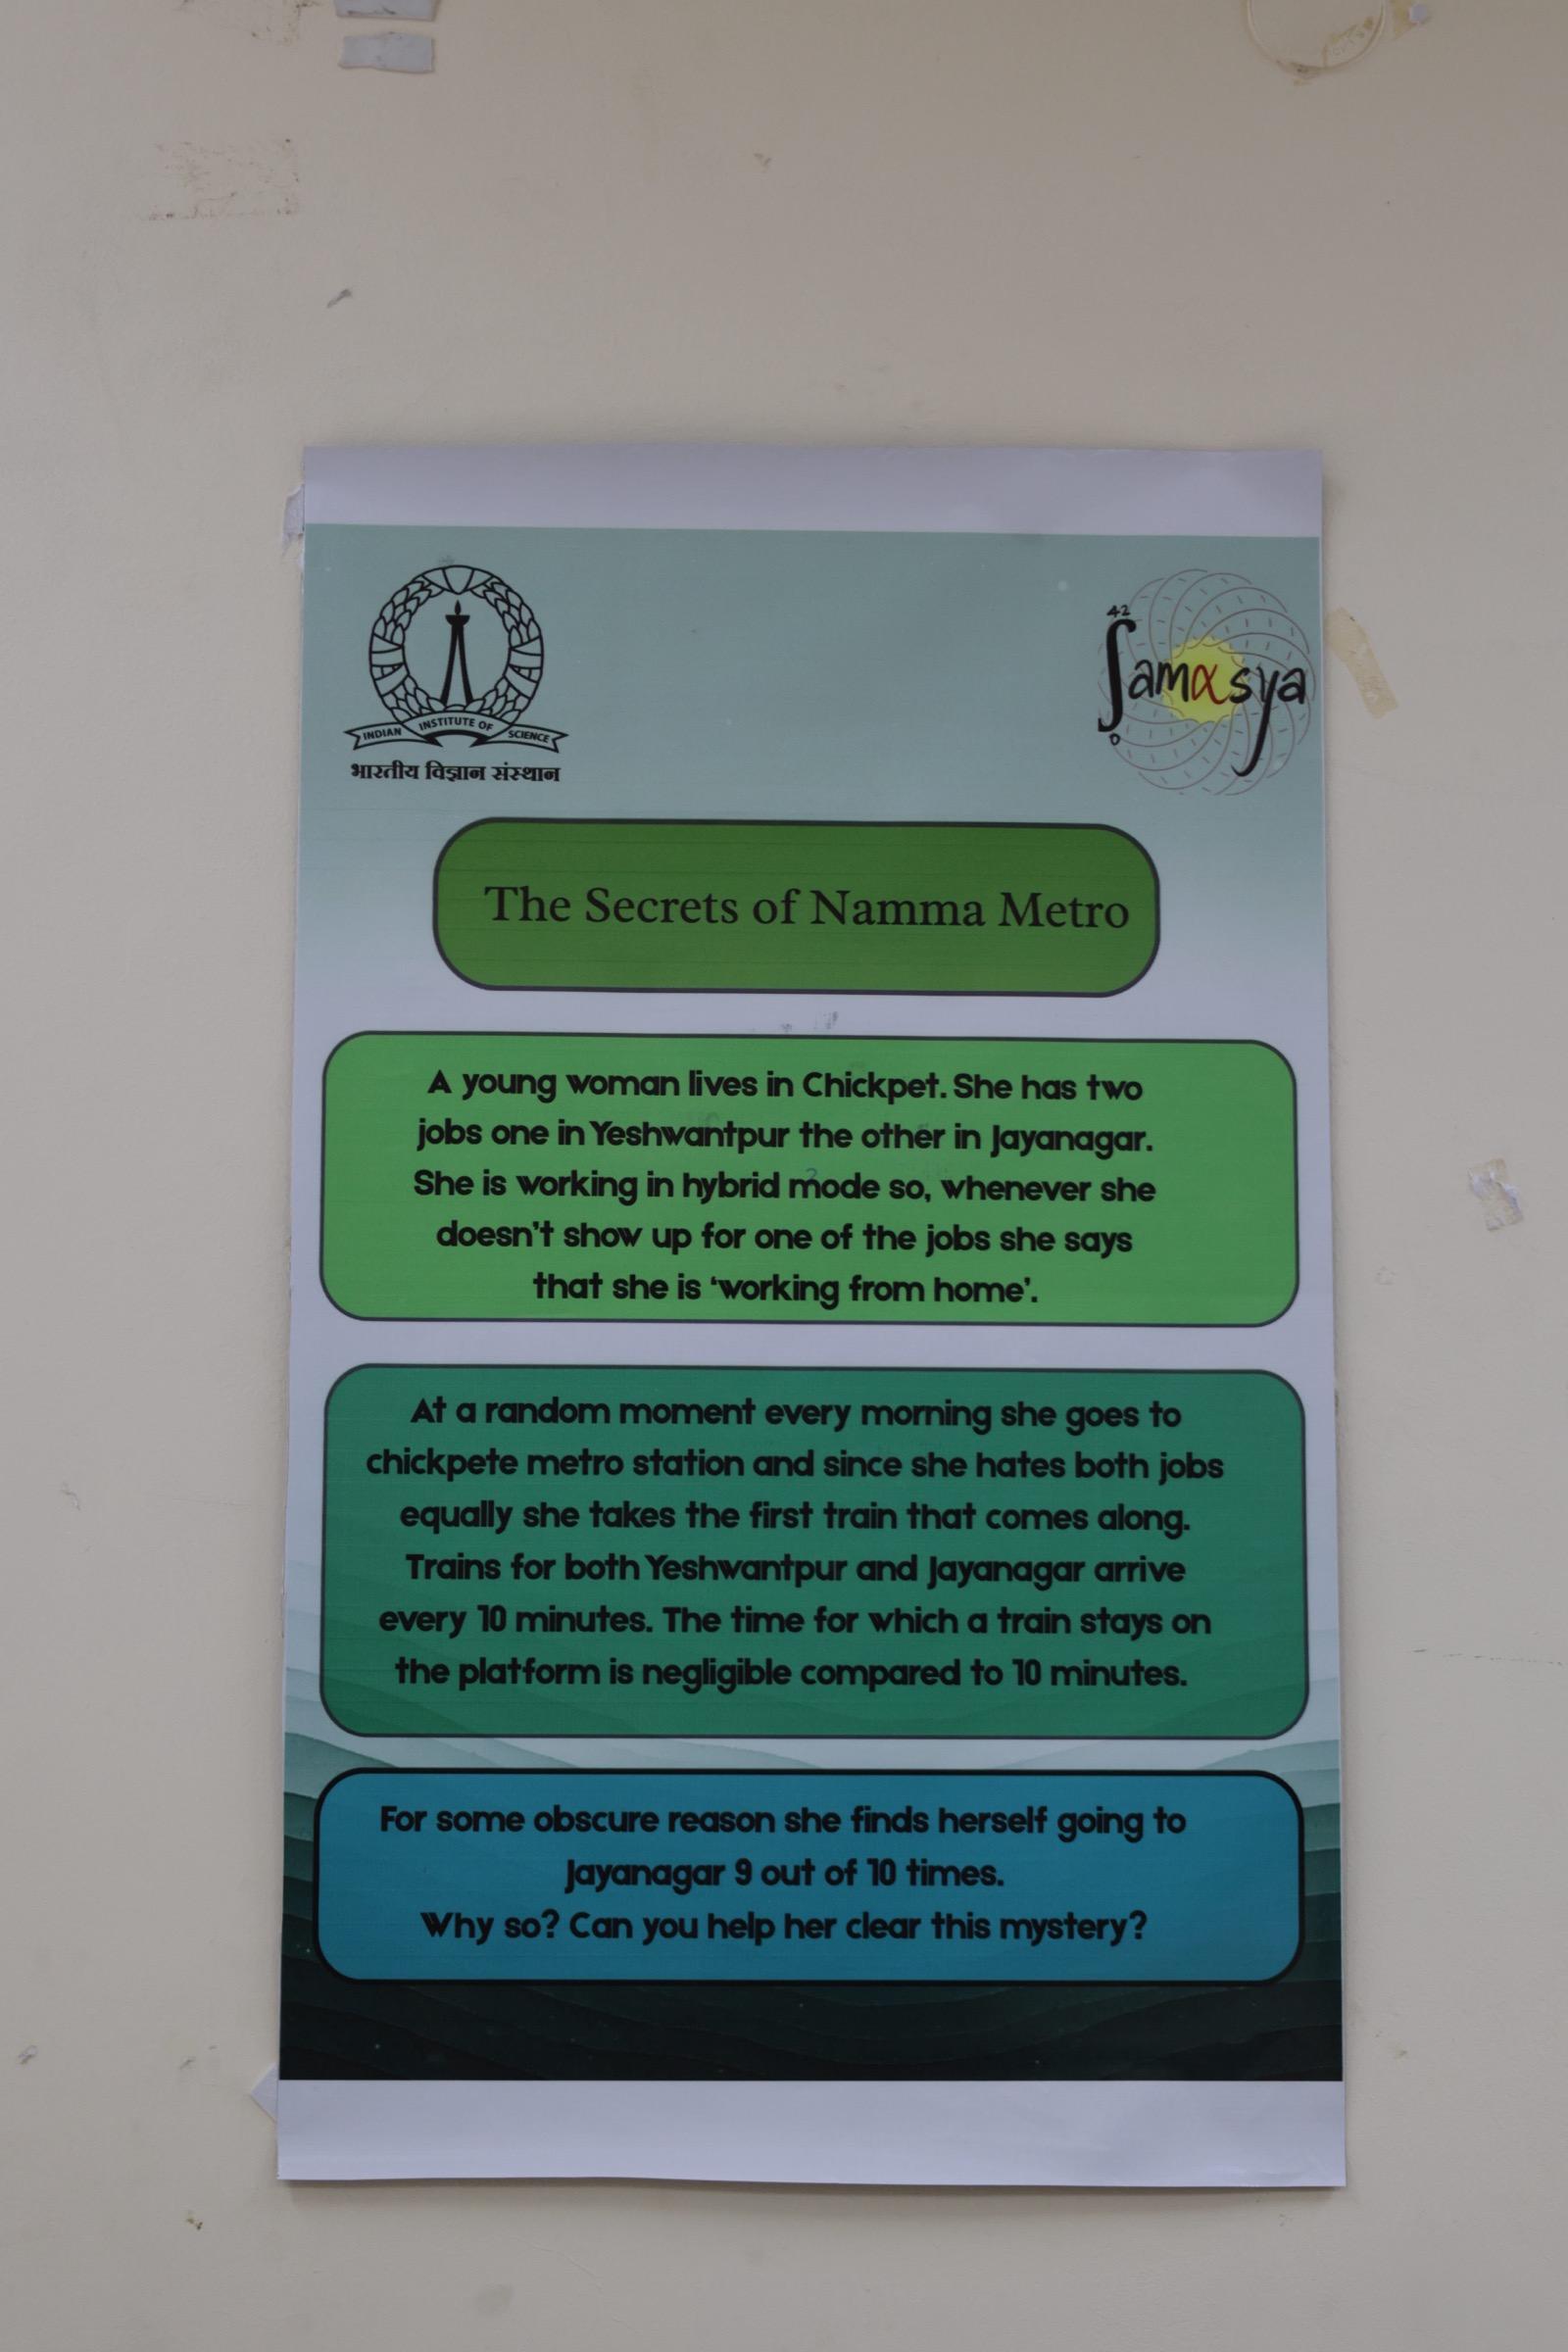 INDIAN INSTITUTE OF SCIENCE
भारतीय विज्ञान संस्थान
42
∫amαsya
0
The Secrets of Namma Metro
A young woman lives in Chickpet. She has two
jobs one in Yeshwantpur the other in Jayanagar.
She is working in hybrid mode so, whenever she
doesn't show up for one of the jobs she says
that she is 'working from home'.
At a random moment every morning she goes to
chickpete metro station and since she hates both jobs
equally she takes the first train that comes along.
Trains for both Yeshwantpur and Jayanagar arrive
every 10 minutes. The time for which a train stays on
the platform is negligible compared to 10 minutes.
For some obscure reason she finds herself going to
Jayanagar 9 out of 10 times.
Why so? Can you help her clear this mystery?